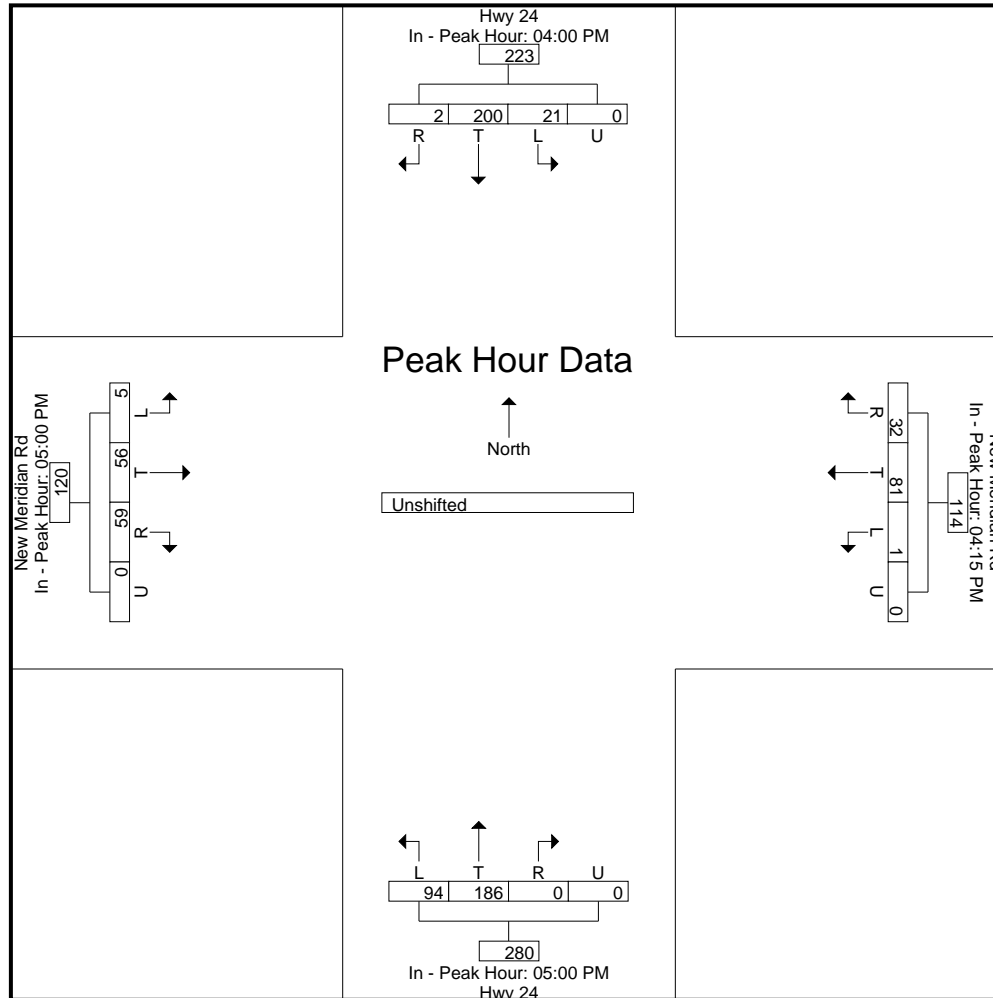 Hwy 24
In - Peak Hour: 04:00 PM
223
2 200 21 0
R T L U
Peak Hour Data
North
Unshifted
New Meridian Rd
In - Peak Hour: 05:00 PM
120
5 56 59 0
L T R U
R T L U
32 81 1 0
114
In - Peak Hour: 04:15 PM
L T R U
94 186 0 0
280
In - Peak Hour: 05:00 PM
Hwy 24